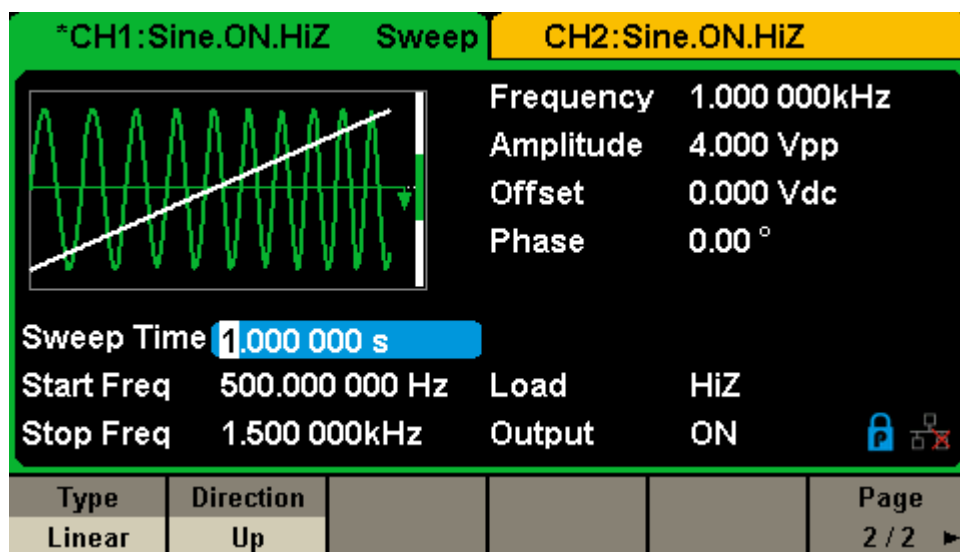 *CH1:Sine.ON.HiZ Sweep CH2:Sine.ON.HiZ
Frequency 1.000 000kHz
Amplitude 4.000 Vpp
Offset 0.000 Vdc
Phase 0.00 °
Sweep Time 1.000 000 s
Start Freq 500.000 000 Hz Load HiZ
Stop Freq 1.500 000kHz Output ON P
Type Direction Page
Linear Up 2 / 2 ►